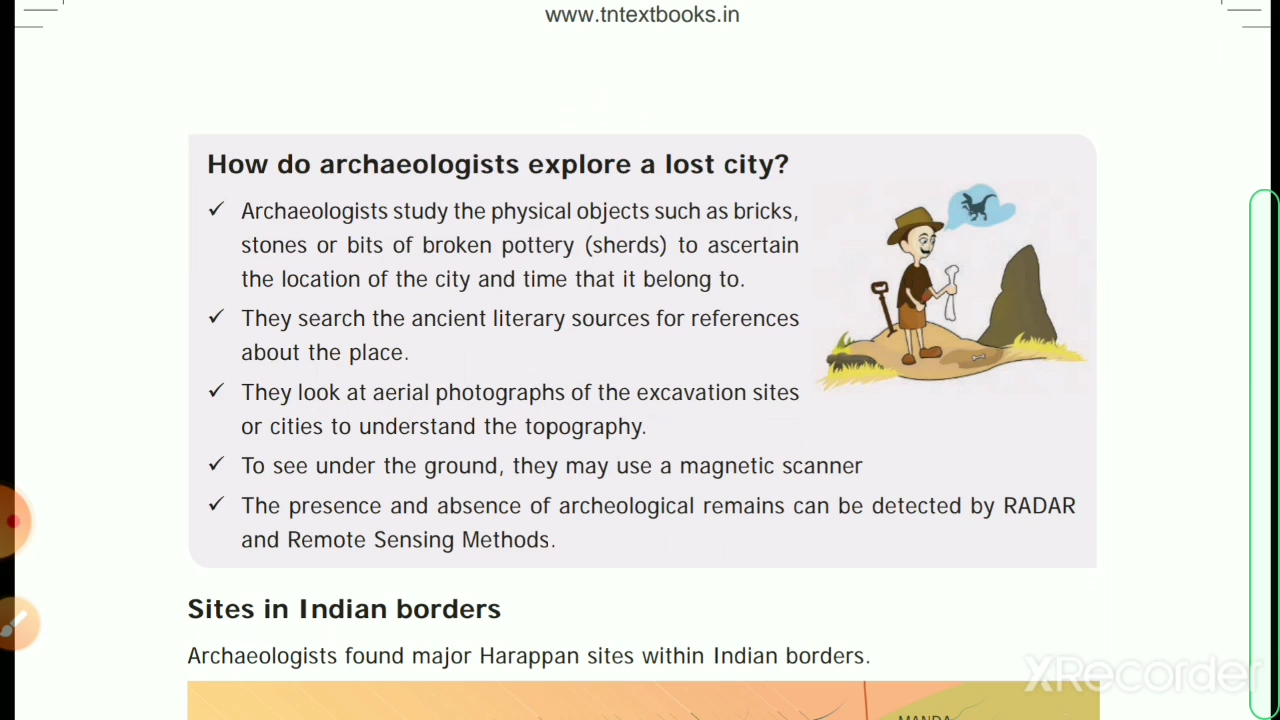 www.tntextbooks.in
How do archaeologists explore a lost city?
✓ Archaeologists study the physical objects such as bricks,
stones or bits of broken pottery (sherds) to ascertain
the location of the city and time that it belong to.
✓ They search the ancient literary sources for references
about the place.
✓ They look at aerial photographs of the excavation sites
or cities to understand the topography.
✓ To see under the ground, they may use a magnetic scanner
✓ The presence and absence of archeological remains can be detected by RADAR
and Remote Sensing Methods.
Sites in Indian borders
Archaeologists found major Harappan sites within Indian borders.
XRecorder
MANDA